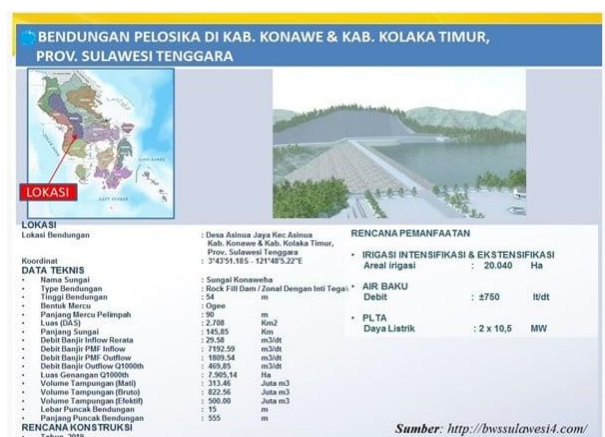 BENDUNGAN PELOSIKA DI KAB. KONAWE & KAB. KOLAKA TIMUR,
PROV. SULAWESI TENGGARA
LOKASI
LOKASI
Lokasi Bendungan : Desa Asinua Jaya Kec Asinua
Kab. Konawe & Kab. Kolaka Timur,
Prov. Sulawesi Tenggara
Koordinat : 3°43'51.18S - 121°48'5.22"E
DATA TEKNIS
• Nama Sungai : Sungai Konaweha
• Type Bendungan : Rock Fill Dam / Zonal Dengan Inti Tegak
• Tinggi Bendungan : 54 m
• Bentuk Mercu : Ogee
• Panjang Mercu Pelimpah : 90 m
• Luas (DAS) : 2.708 Km2
• Panjang Sungai : 145,85 Km
• Debit Banjir Inflow Rerata : 29.58 m3/dt
• Debit Banjir PMF Inflow : 7192.59 m3/dt
• Debit Banjir PMF Outflow : 1809.54 m3/dt
• Debit Banjir Outflow Q1000th : 469,85 m3/dt
• Luas Genangan Q1000th : 7.905,14 Ha
• Volume Tampungan (Mati) : 313.46 Juta m3
• Volume Tampungan (Bruto) : 822.56 Juta m3
• Volume Tampungan (Efektif) : 500.00 Juta m3
• Lebar Puncak Bendungan : 15 m
• Panjang Puncak Bendungan : 555 m
RENCANA KONSTRUKSI
• Tahun 2019
RENCANA PEMANFAATAN
• IRIGASI INTENSIFIKASI & EKSTENSIFIKASI
Areal irigasi : 20.040 Ha
• AIR BAKU
Debit : ±750 lt/dt
• PLTA
Daya Listrik : 2 x 10,5 MW
Sumber: http://bwssulawesi4.com/